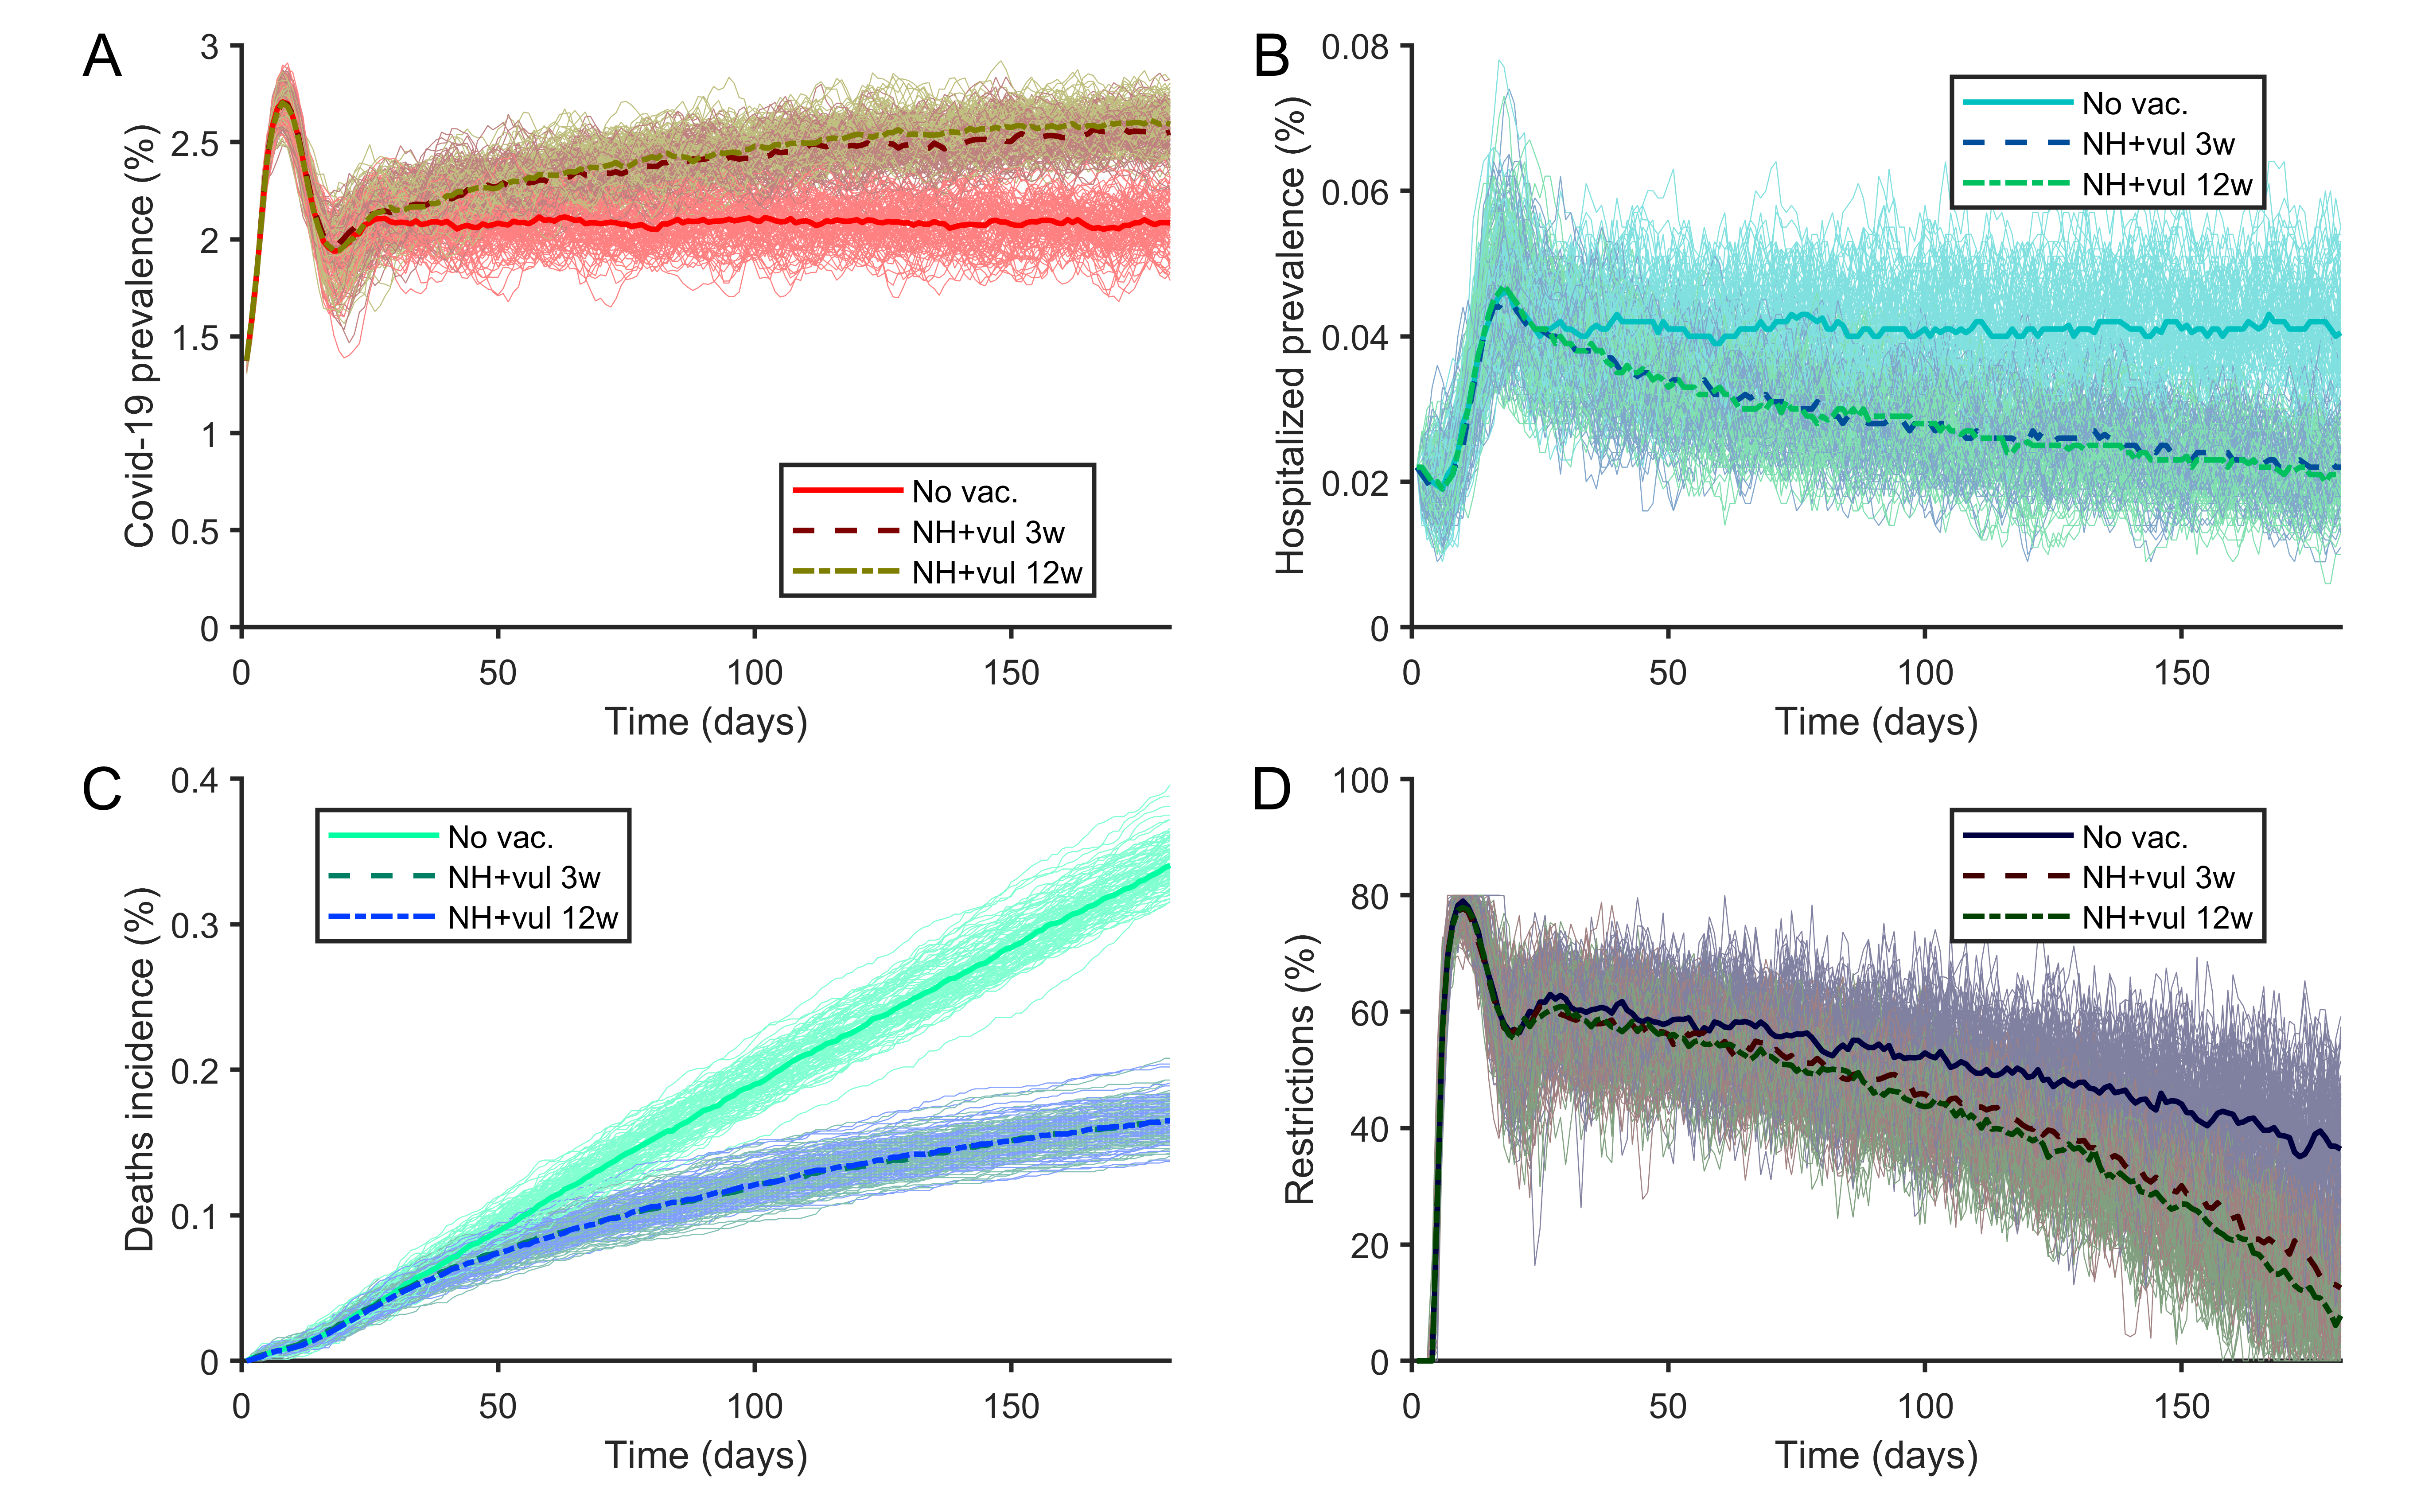 A
3
2.5
2
1.5
1
0.5
0
Covid-19 prevalence (%)
No vac.
NH+vul 3w
NH+vul 12w
0
50
100
150
Time (days)
B
0.08
0.06
0.04
0.02
0
Hospitalized prevalence (%)
No vac.
NH+vul 3w
NH+vul 12w
0
50
100
150
Time (days)
C
0.4
0.3
0.2
0.1
0
Deaths incidence (%)
No vac.
NH+vul 3w
NH+vul 12w
0
50
100
150
Time (days)
D
100
80
60
40
20
0
Restrictions (%)
No vac.
NH+vul 3w
NH+vul 12w
0
50
100
150
Time (days)